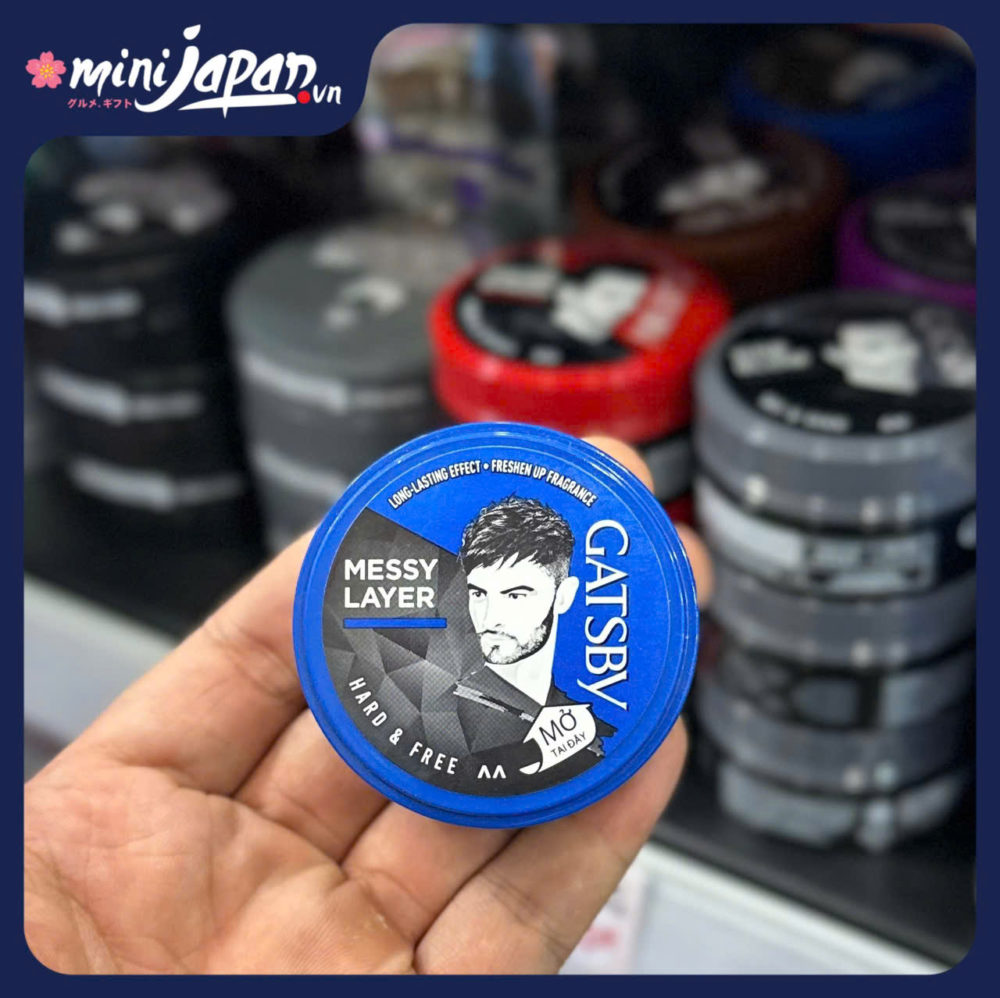 minijapan.vn
グルメ.ギフト
LONG-LASTING EFFECT • FRESHEN UP FRAGRANCE
MESSY
LAYER
GATSBY
HARD & FREE
MỞ
TẠI ĐÂY